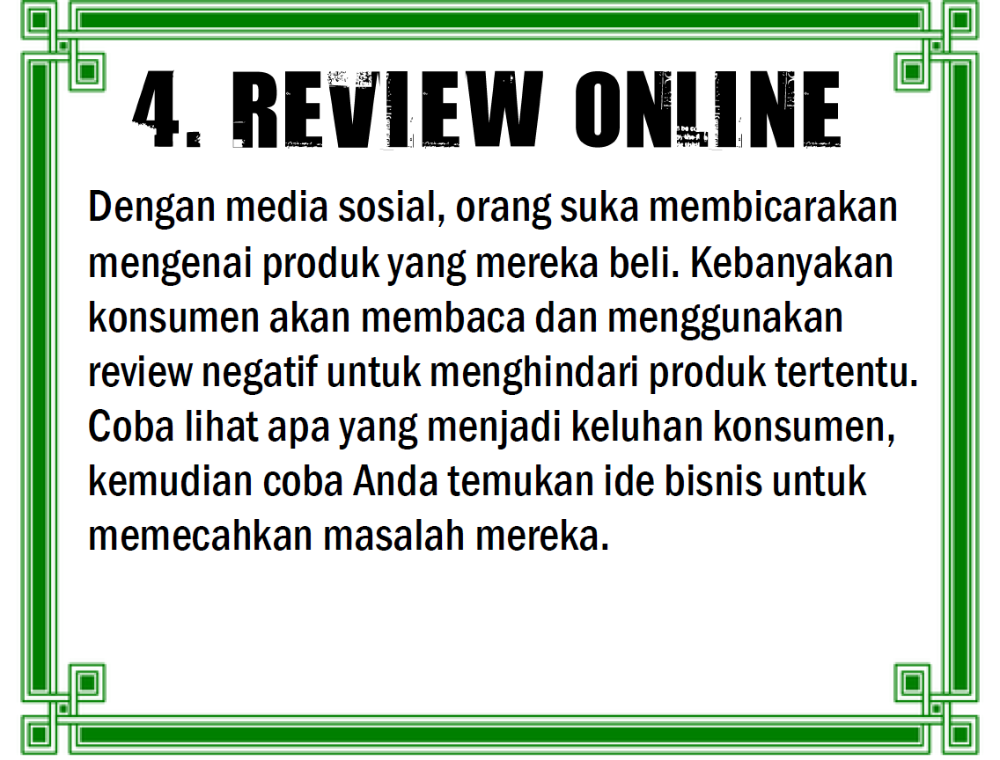 4. REVIEW ONLINE
Dengan media sosial, orang suka membicarakan
mengenai produk yang mereka beli. Kebanyakan
konsumen akan membaca dan menggunakan
review negatif untuk menghindari produk tertentu.
Coba lihat apa yang menjadi keluhan konsumen,
kemudian coba Anda temukan ide bisnis untuk
memecahkan masalah mereka.